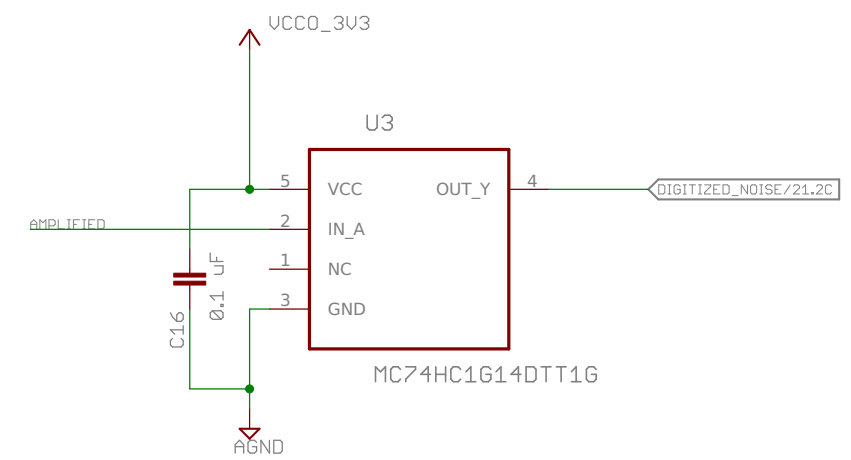 VCCO_3V3
U3
5 VCC OUT_Y 4
DIGITIZED_NOISE/21.2C
AMPLIFIED
2 IN_A
1 NC
3 GND
0.1 uF
C16
MC74HC1G14DTT1G
AGND